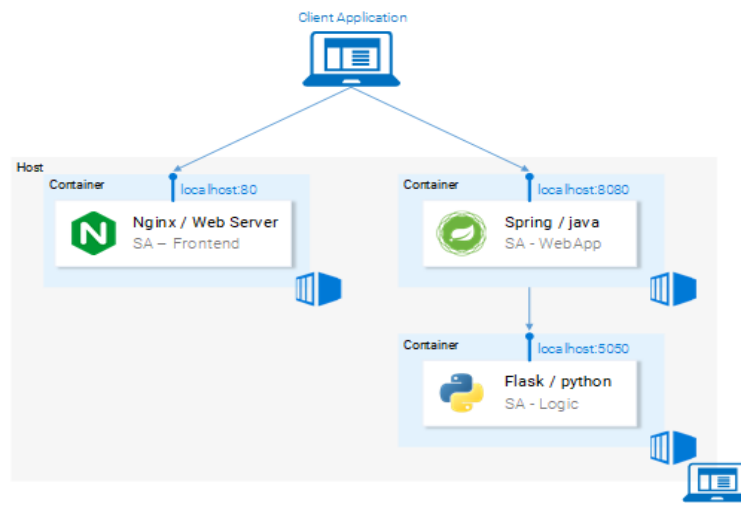 Client Application
Host
Container
localhost:80
Nginx / Web Server
SA – Frontend
Container
localhost:8080
Spring / java
SA - WebApp
Container
localhost:5050
Flask / python
SA - Logic